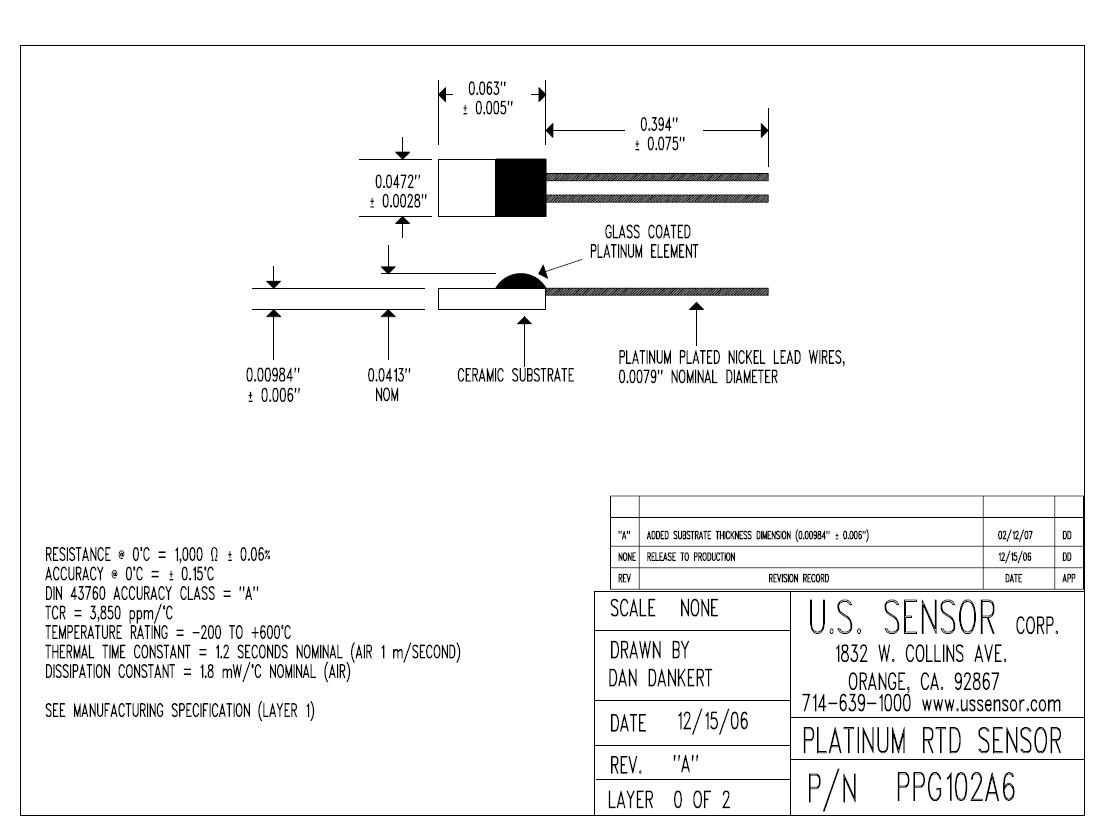 0.063"
± 0.005"
0.394"
± 0.075"
0.0472"
± 0.0028"
GLASS COATED
PLATINUM ELEMENT
0.00984"
± 0.006"
0.0413"
NOM
CERAMIC SUBSTRATE
PLATINUM PLATED NICKEL LEAD WIRES,
0.0079" NOMINAL DIAMETER
RESISTANCE @ 0°C = 1,000 Ω ± 0.06%
ACCURACY @ 0°C = ± 0.15°C
DIN 43760 ACCURACY CLASS = "A"
TCR = 3,850 ppm/°C
TEMPERATURE RATING = -200 TO +600°C
THERMAL TIME CONSTANT = 1.2 SECONDS NOMINAL (AIR 1 m/SECOND)
DISSIPATION CONSTANT = 1.8 mW/°C NOMINAL (AIR)
SEE MANUFACTURING SPECIFICATION (LAYER 1)
"A" ADDED SUBSTRATE THICKNESS DIMENSION (0.00984" ± 0.006") 02/12/07 DD
NONE RELEASE TO PRODUCTION 12/15/06 DD
REV REVISION RECORD DATE APP
SCALE NONE
DRAWN BY
DAN DANKERT
DATE 12/15/06
REV. "A"
LAYER 0 OF 2
U.S. SENSOR CORP.
1832 W. COLLINS AVE.
ORANGE, CA. 92867
714-639-1000 www.ussensor.com
PLATINUM RTD SENSOR
P/N PPG102A6